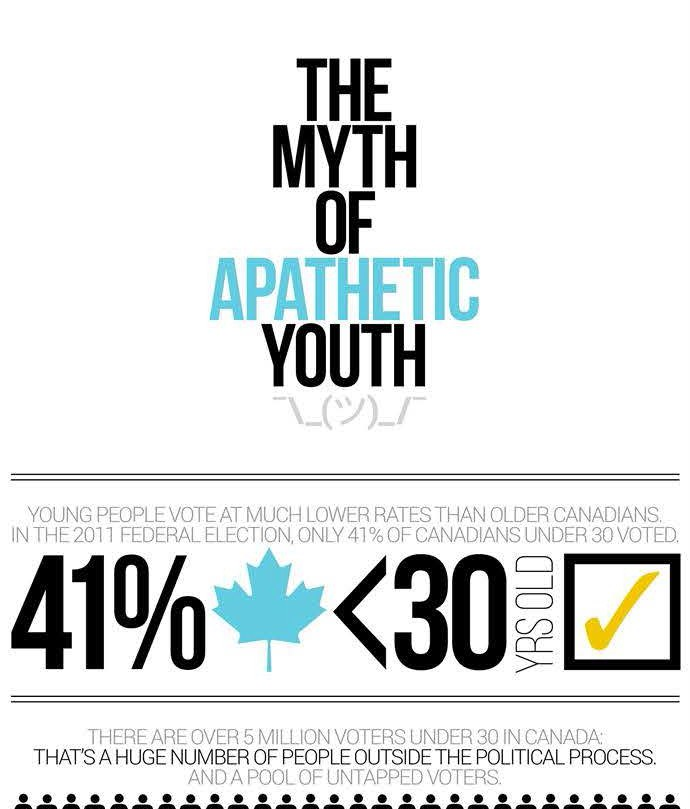 THE
MYTH
OF
APATHETIC
YOUTH
¯\_(ツ)_/¯
YOUNG PEOPLE VOTE AT MUCH LOWER RATES THAN OLDER CANADIANS.
IN THE 2011 FEDERAL ELECTION, ONLY 41% OF CANADIANS UNDER 30 VOTED.
41% <30 YRS OLD
THERE ARE OVER 5 MILLION VOTERS UNDER 30 IN CANADA:
THAT'S A HUGE NUMBER OF PEOPLE OUTSIDE THE POLITICAL PROCESS.
AND A POOL OF UNTAPPED VOTERS.